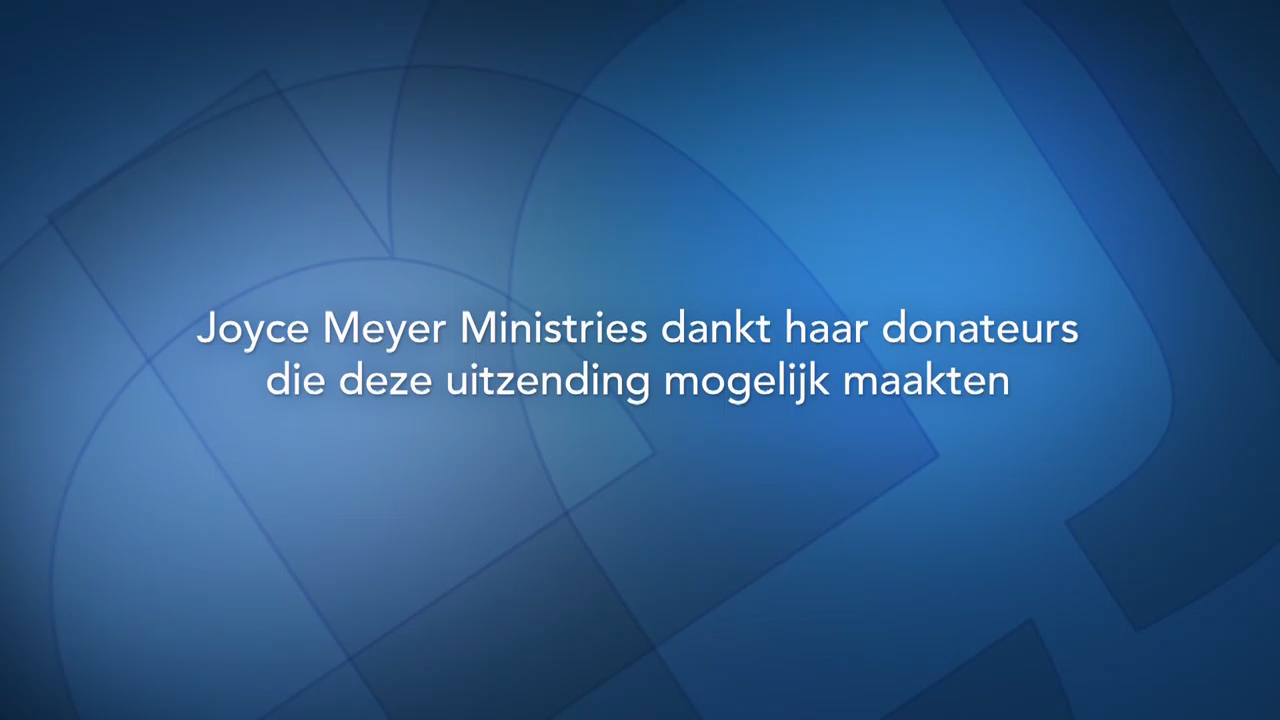 Joyce Meyer Ministries dankt haar donateurs
die deze uitzending mogelijk maakten